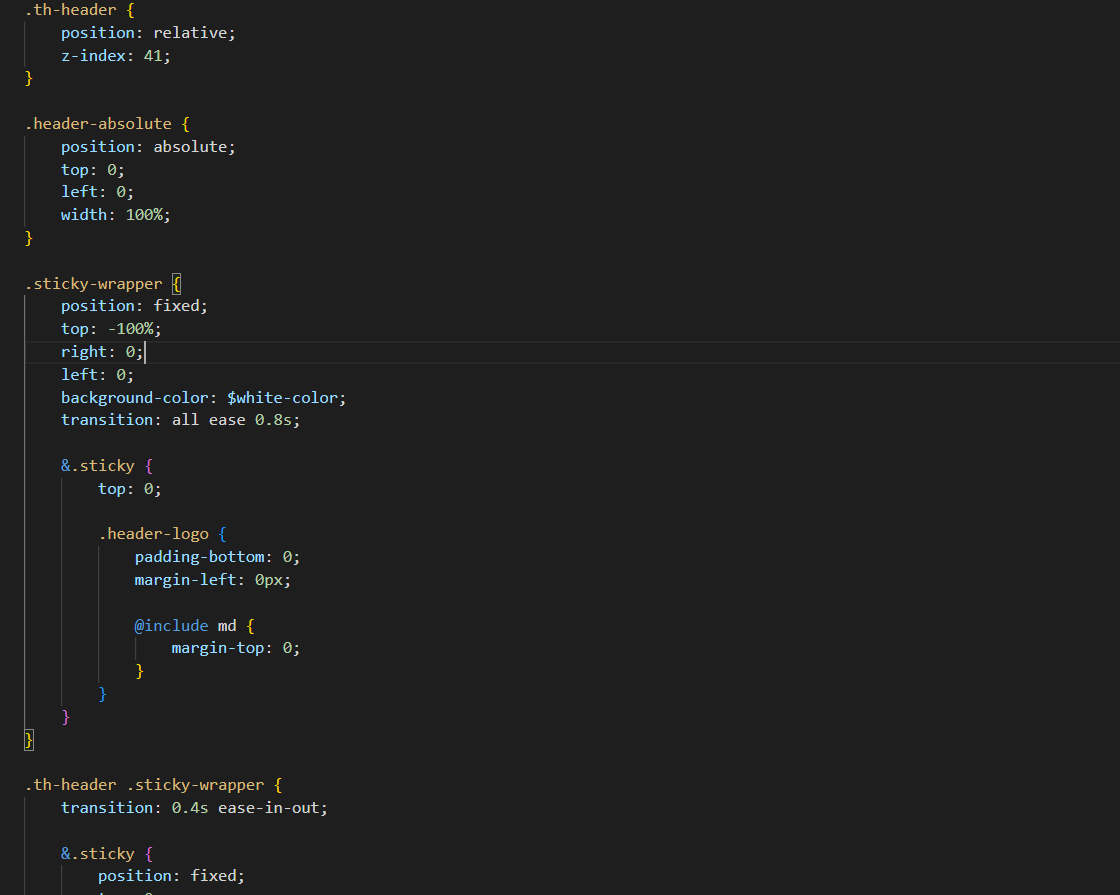 .th-header {
    position: relative;
    z-index: 41;
}

.header-absolute {
    position: absolute;
    top: 0;
    left: 0;
    width: 100%;
}

.sticky-wrapper {
    position: fixed;
    top: -100%;
    right: 0;
    left: 0;
    background-color: $white-color;
    transition: all ease 0.8s;

    &.sticky {
        top: 0;

        .header-logo {
            padding-bottom: 0;
            margin-left: 0px;

            @include md {
                margin-top: 0;
            }
        }
    }
}

.th-header .sticky-wrapper {
    transition: 0.4s ease-in-out;

    &.sticky {
        position: fixed;